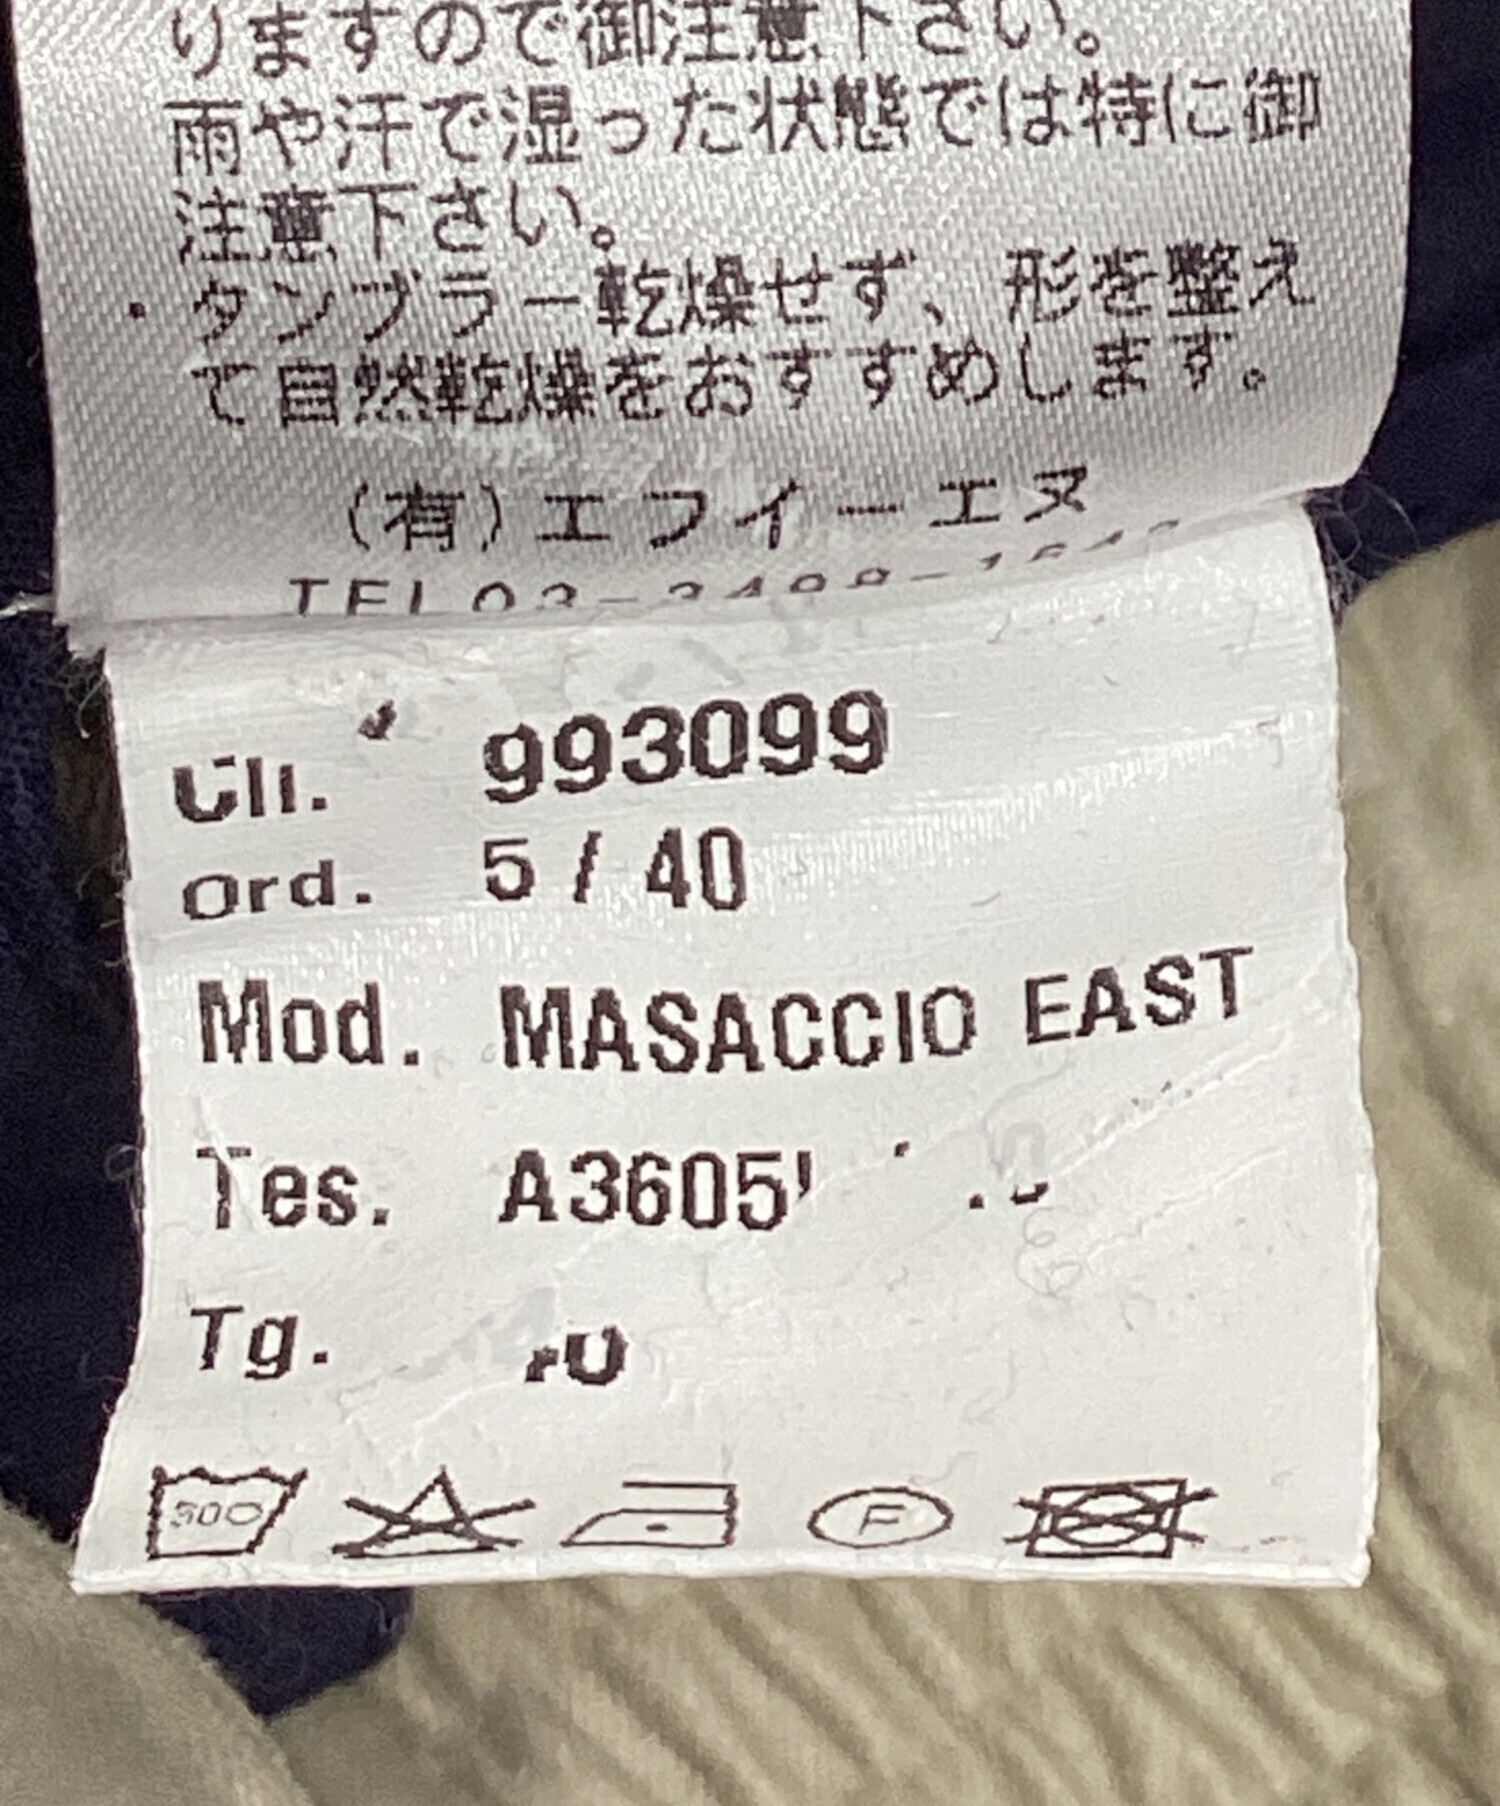 りますので御注意下さい。
雨や汗で湿った状態では特に御
注意下さい。
・タンブラー乾燥せず、形を整え
て自然乾燥をおすすめします。
(有)エフイーエヌ
Cli. 993099
Ord. 5 / 40
Mod. MASACCIO EAST
Tes.
Tg.
F